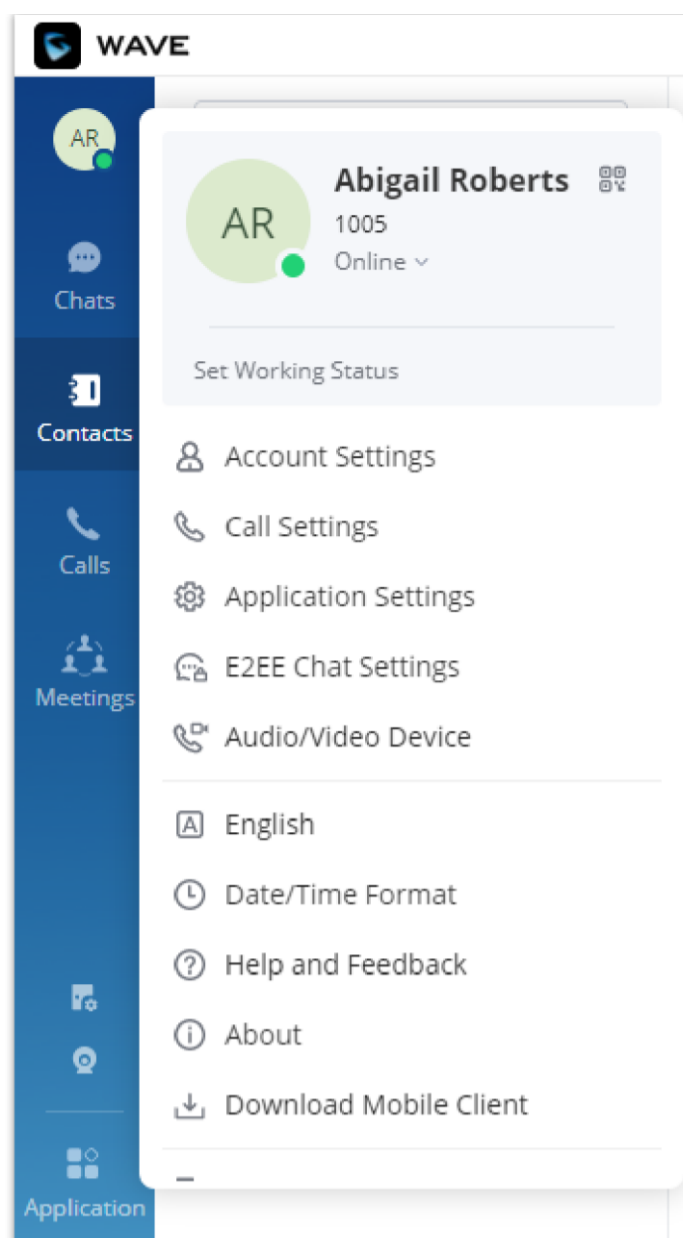 WAVE
AR
Chats
Contacts
Calls
Meetings
Application
AR
Abigail Roberts
1005
Online
Set Working Status
Account Settings
Call Settings
Application Settings
E2EE Chat Settings
Audio/Video Device
A English
Date/Time Format
Help and Feedback
About
Download Mobile Client